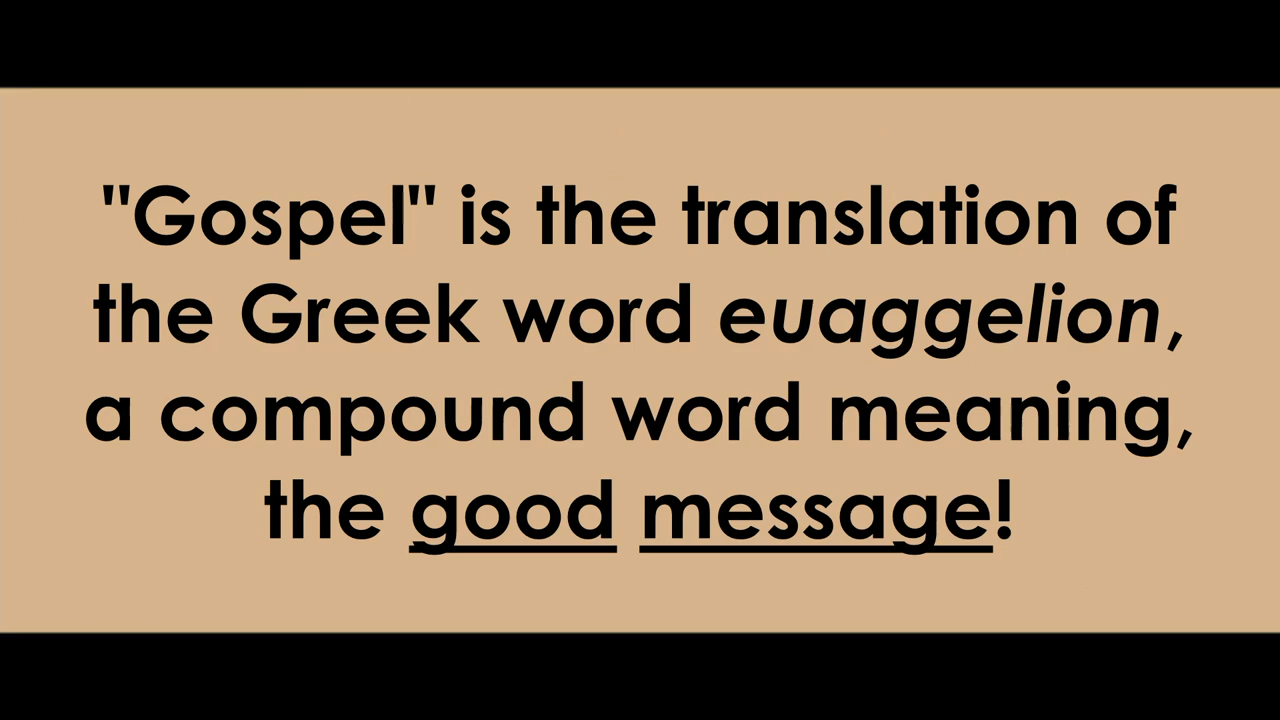 "Gospel" is the translation of
the Greek word euaggelion,
a compound word meaning,
the good message!